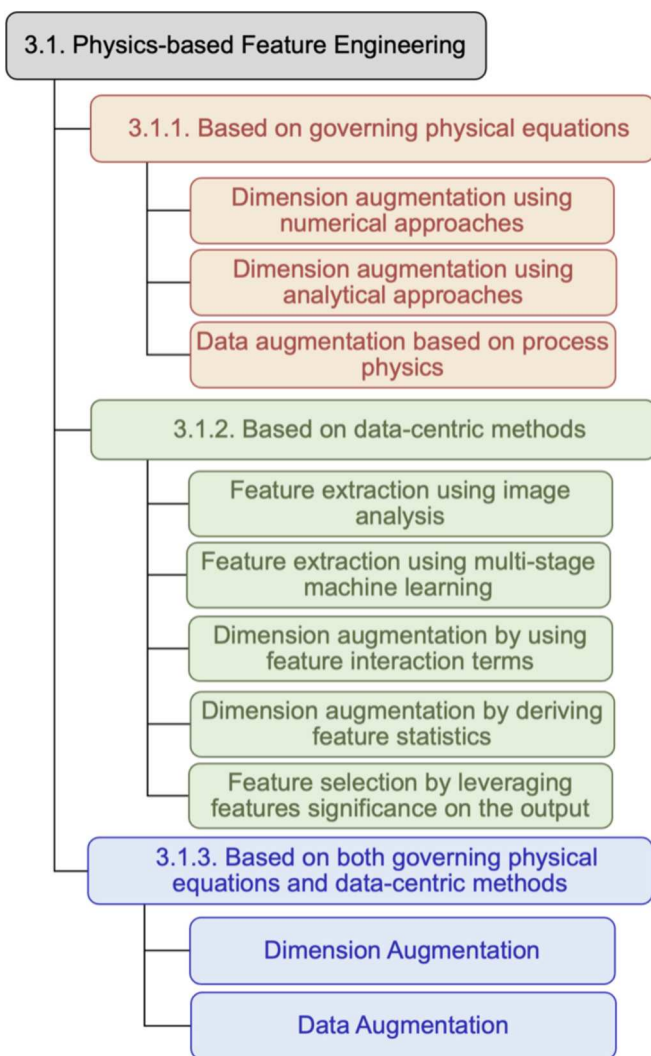 3.1. Physics-based Feature Engineering
3.1.1. Based on governing physical equations
Dimension augmentation using
numerical approaches
Dimension augmentation using
analytical approaches
Data augmentation based on process
physics
3.1.2. Based on data-centric methods
Feature extraction using image
analysis
Feature extraction using multi-stage
machine learning
Dimension augmentation by using
feature interaction terms
Dimension augmentation by deriving
feature statistics
Feature selection by leveraging
features significance on the output
3.1.3. Based on both governing physical
equations and data-centric methods
Dimension Augmentation
Data Augmentation